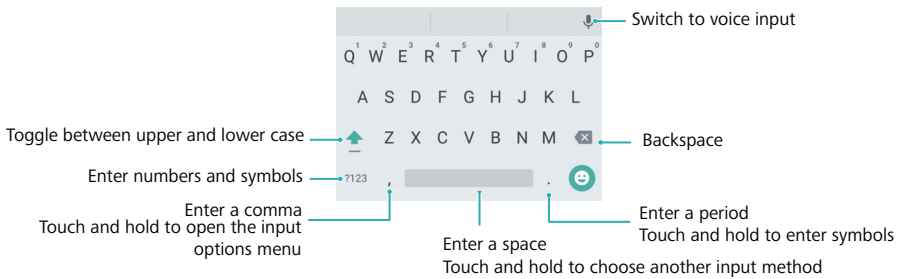 Switch to voice input
Q1 W2 E3 R4 T5 Y6 U7 I8 O9 P0
A S D F G H J K L
Toggle between upper and lower case
Z X C V B N M
Backspace
Enter numbers and symbols
?123 , .
Enter a comma
Touch and hold to open the input
options menu
Enter a period
Touch and hold to enter symbols
Enter a space
Touch and hold to choose another input method